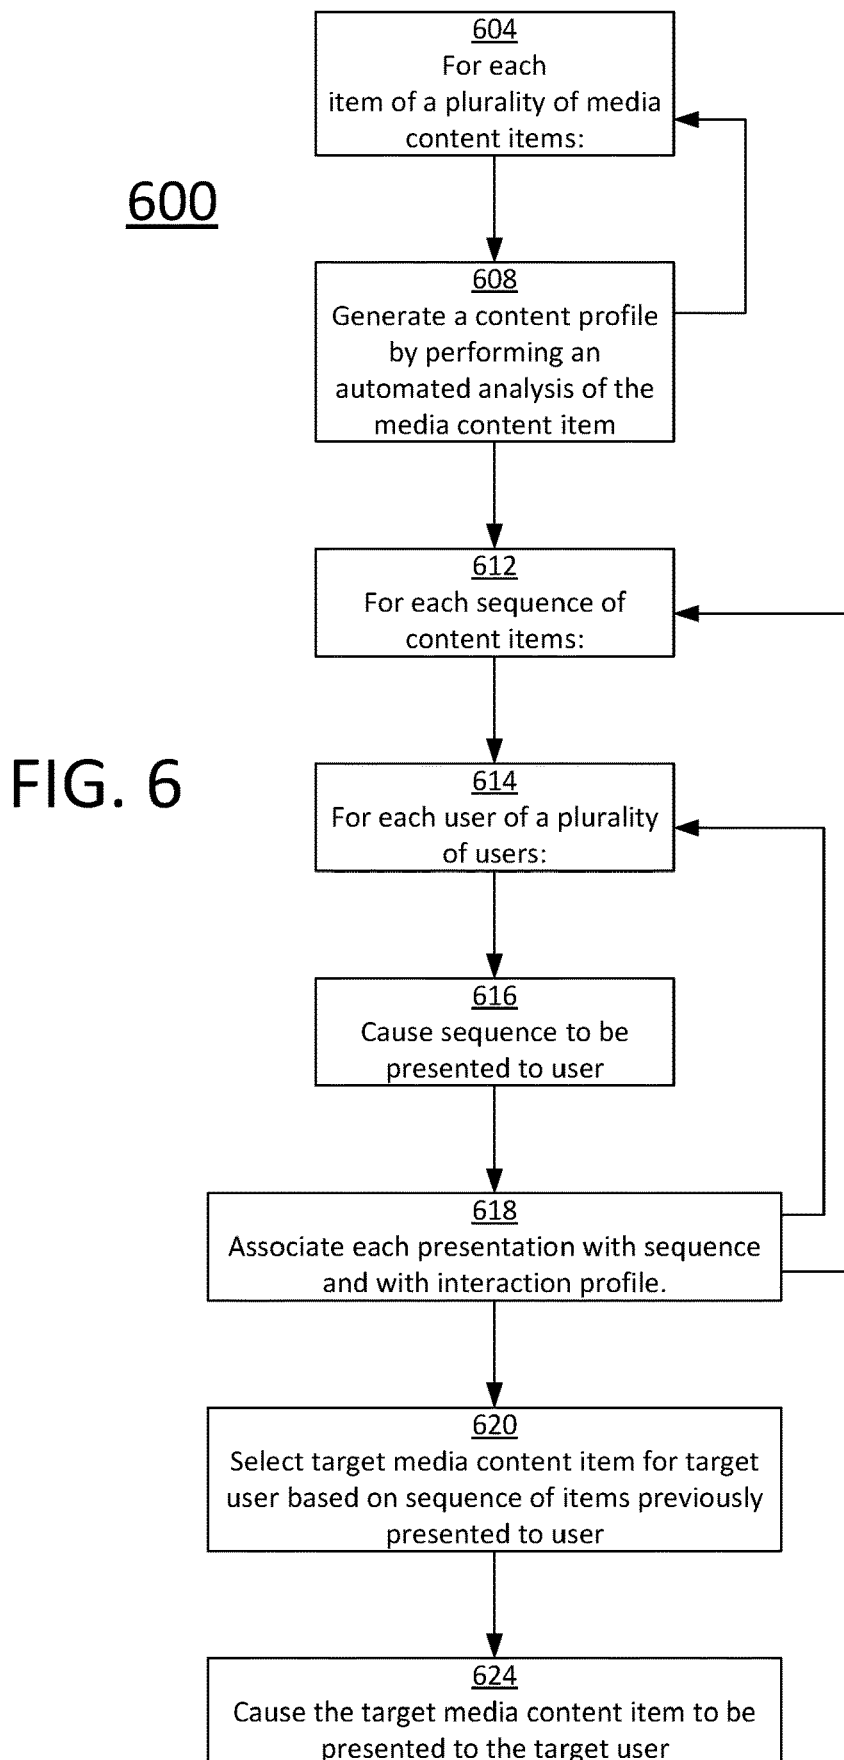 604
For each
item of a plurality of media
content items:
600
608
Generate a content profile
by performing an
automated analysis of the
media content item
612
For each sequence of
content items:
FIG. 6
614
For each user of a plurality
of users:
616
Cause sequence to be
presented to user
618
Associate each presentation with sequence
and with interaction profile.
620
Select target media content item for target
user based on sequence of items previously
presented to user
624
Cause the target media content item to be
presented to the target user